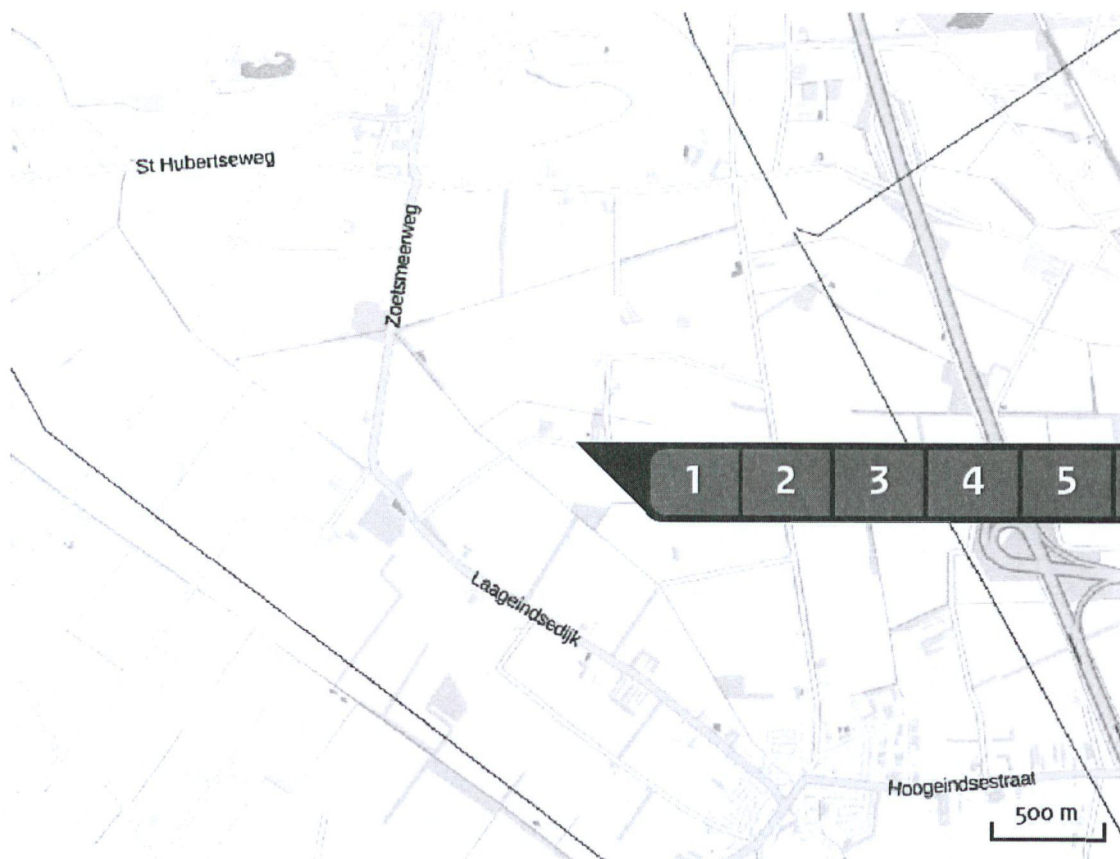 St Hubertseweg
Zoetsmeerweg
1 2 3 4 5
Laageindsedijk
Hoogeindsestraat
500 m